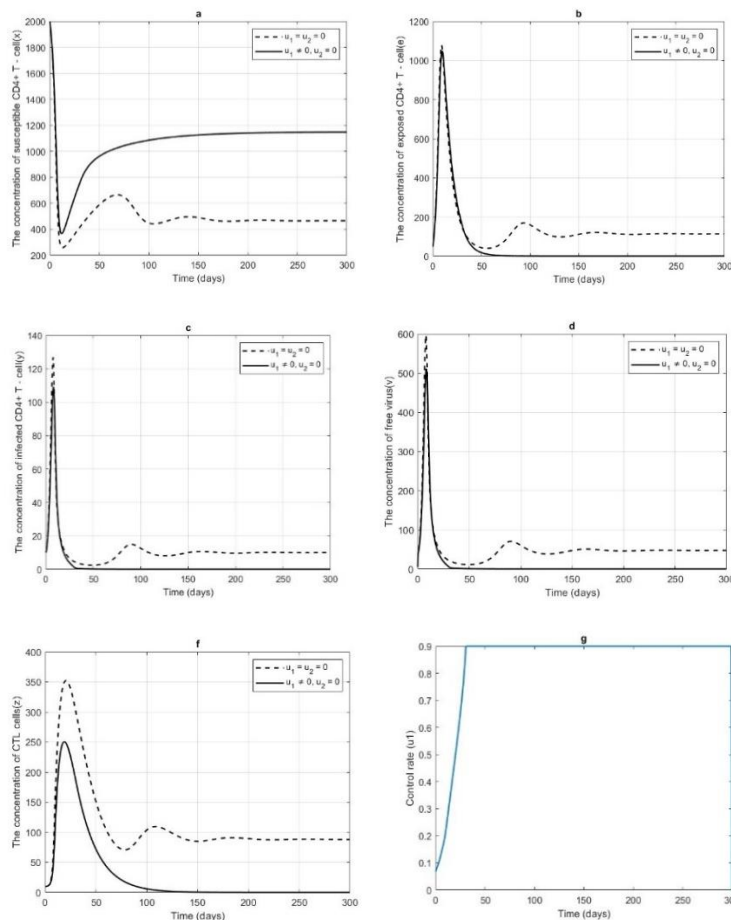 a
The concentration of susceptible CD4+ T - cell(x)
2000
1800
1600
1400
1200
1000
800
600
400
200
0 50 100 150 200 250 300
Time (days)
u1 = u2 = 0
u1 ≠ 0, u2 = 0
b
The concentration of exposed CD4+ T - cell(e)
1200
1000
800
600
400
200
0
0 50 100 150 200 250 300
Time (days)
u1 = u2 = 0
u1 ≠ 0, u2 = 0
c
The concentration of infected CD4+ T - cell(y)
140
120
100
80
60
40
20
0
0 50 100 150 200 250 300
Time (days)
u1 = u2 = 0
u1 ≠ 0, u2 = 0
d
The concentration of free virus(v)
600
500
400
300
200
100
0
0 50 100 150 200 250 300
Time (days)
u1 = u2 = 0
u1 ≠ 0, u2 = 0
f
The concentration of CTL cells(z)
400
350
300
250
200
150
100
50
0
0 50 100 150 200 250 300
Time (days)
u1 = u2 = 0
u1 ≠ 0, u2 = 0
g
Control rate (u1)
0.9
0.8
0.7
0.6
0.5
0.4
0.3
0.2
0.1
0
0 50 100 150 200 250 300
Time (days)